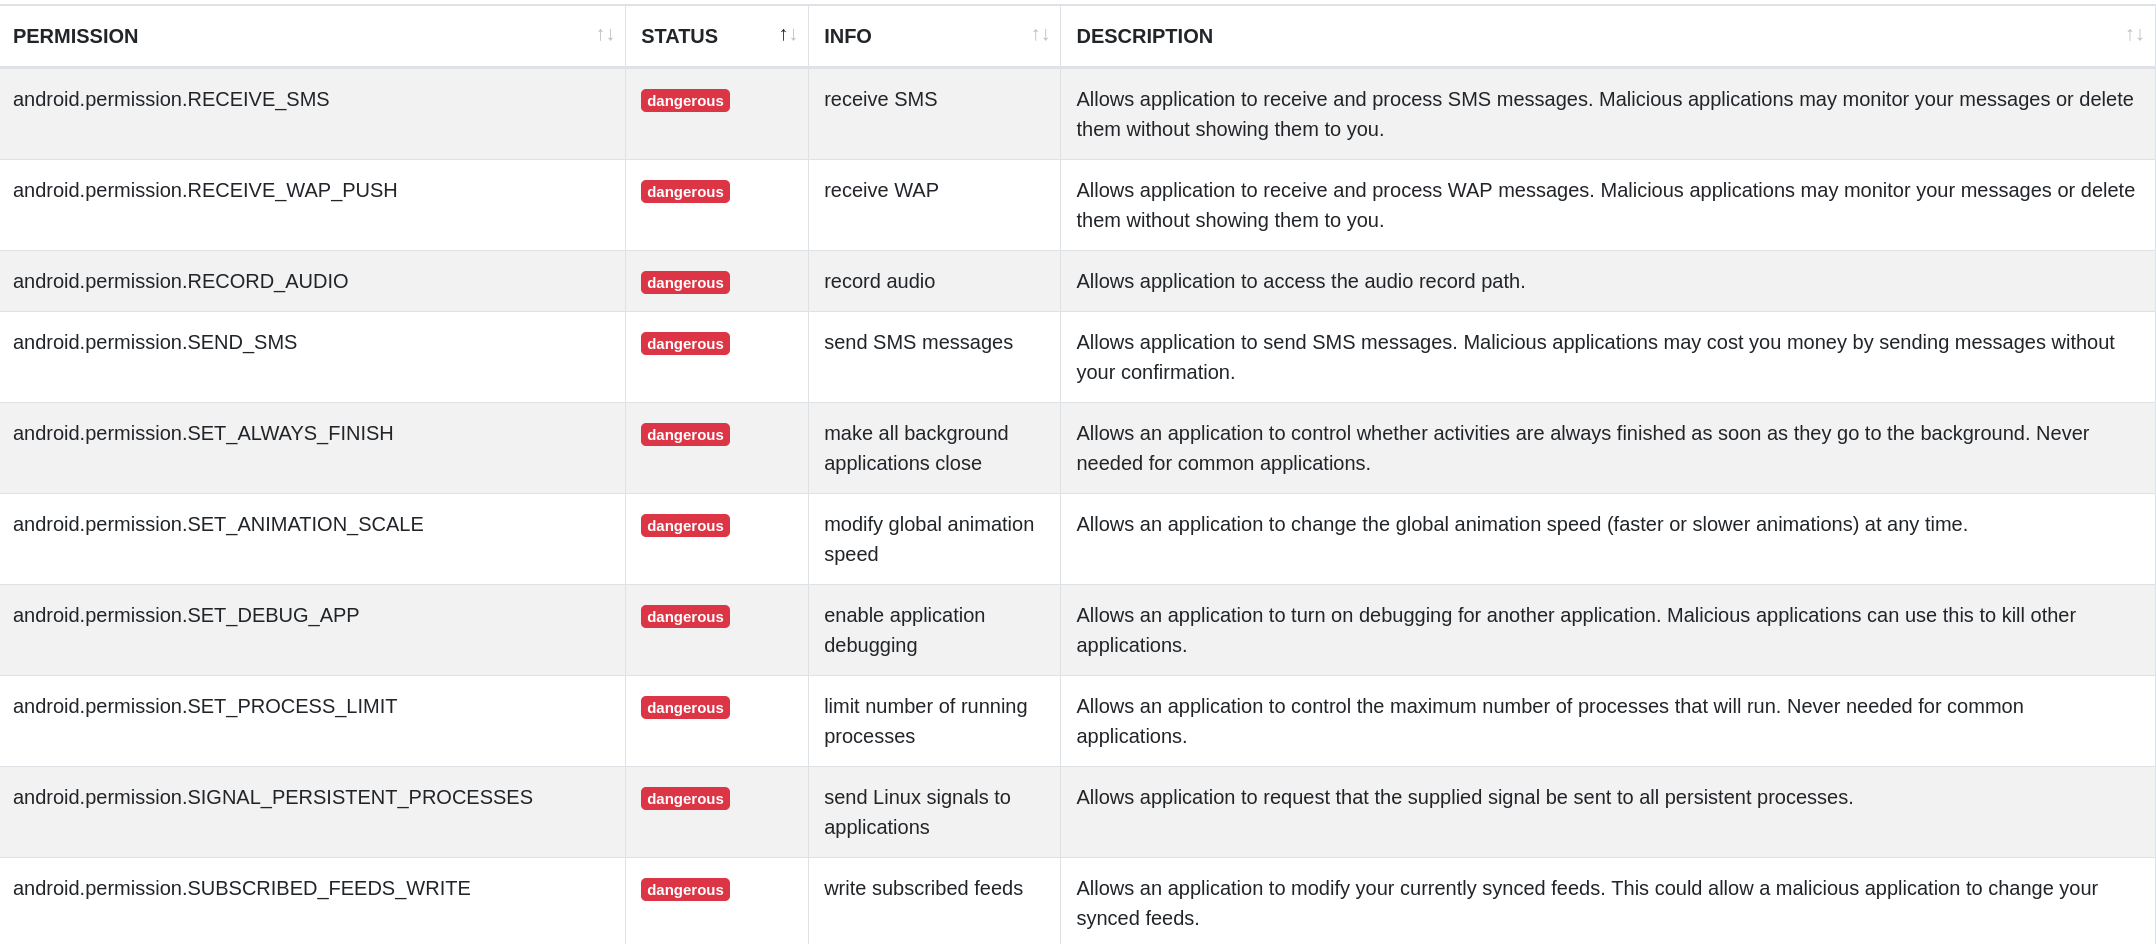 PERMISSION ↑↓ STATUS ↑↓ INFO ↑↓ DESCRIPTION ↑↓
android.permission.RECEIVE_SMS dangerous receive SMS Allows application to receive and process SMS messages. Malicious applications may monitor your messages or delete
them without showing them to you.
android.permission.RECEIVE_WAP_PUSH dangerous receive WAP Allows application to receive and process WAP messages. Malicious applications may monitor your messages or delete
them without showing them to you.
android.permission.RECORD_AUDIO dangerous record audio Allows application to access the audio record path.
android.permission.SEND_SMS dangerous send SMS messages Allows application to send SMS messages. Malicious applications may cost you money by sending messages without
your confirmation.
android.permission.SET_ALWAYS_FINISH dangerous make all background Allows an application to control whether activities are always finished as soon as they go to the background. Never
applications close needed for common applications.
android.permission.SET_ANIMATION_SCALE dangerous modify global animation Allows an application to change the global animation speed (faster or slower animations) at any time.
speed
android.permission.SET_DEBUG_APP dangerous enable application Allows an application to turn on debugging for another application. Malicious applications can use this to kill other
debugging applications.
android.permission.SET_PROCESS_LIMIT dangerous limit number of running Allows an application to control the maximum number of processes that will run. Never needed for common
processes applications.
android.permission.SIGNAL_PERSISTENT_PROCESSES dangerous send Linux signals to Allows application to request that the supplied signal be sent to all persistent processes.
applications
android.permission.SUBSCRIBED_FEEDS_WRITE dangerous write subscribed feeds Allows an application to modify your currently synced feeds. This could allow a malicious application to change your
synced feeds.